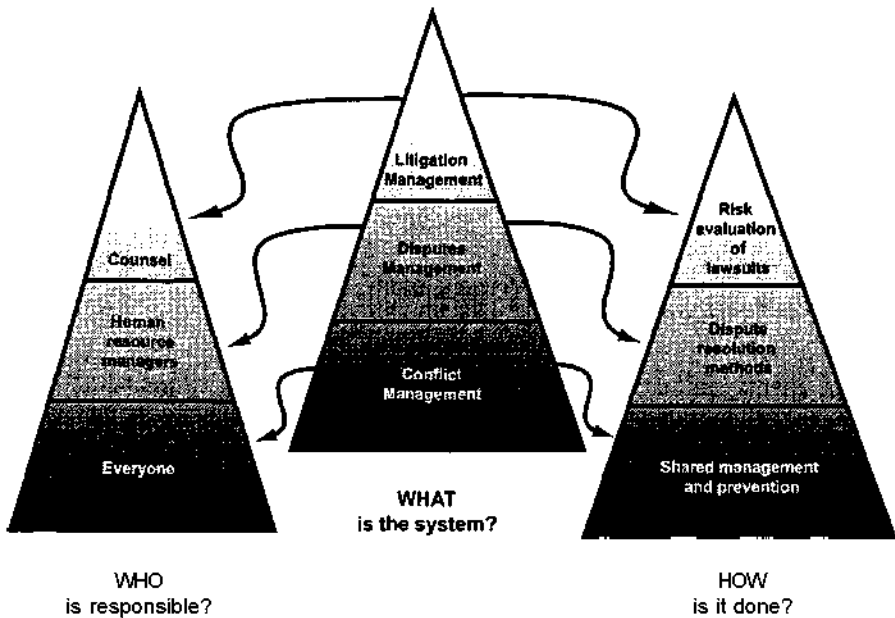 Litigation
Management
Disputes
Management
Conflict
Management
WHAT
is the system?
Counsel
Human
resource
managers
Everyone
WHO
is responsible?
Risk
evaluation
of
lawsuits
Dispute
resolution
methods
Shared management
and prevention
HOW
is it done?